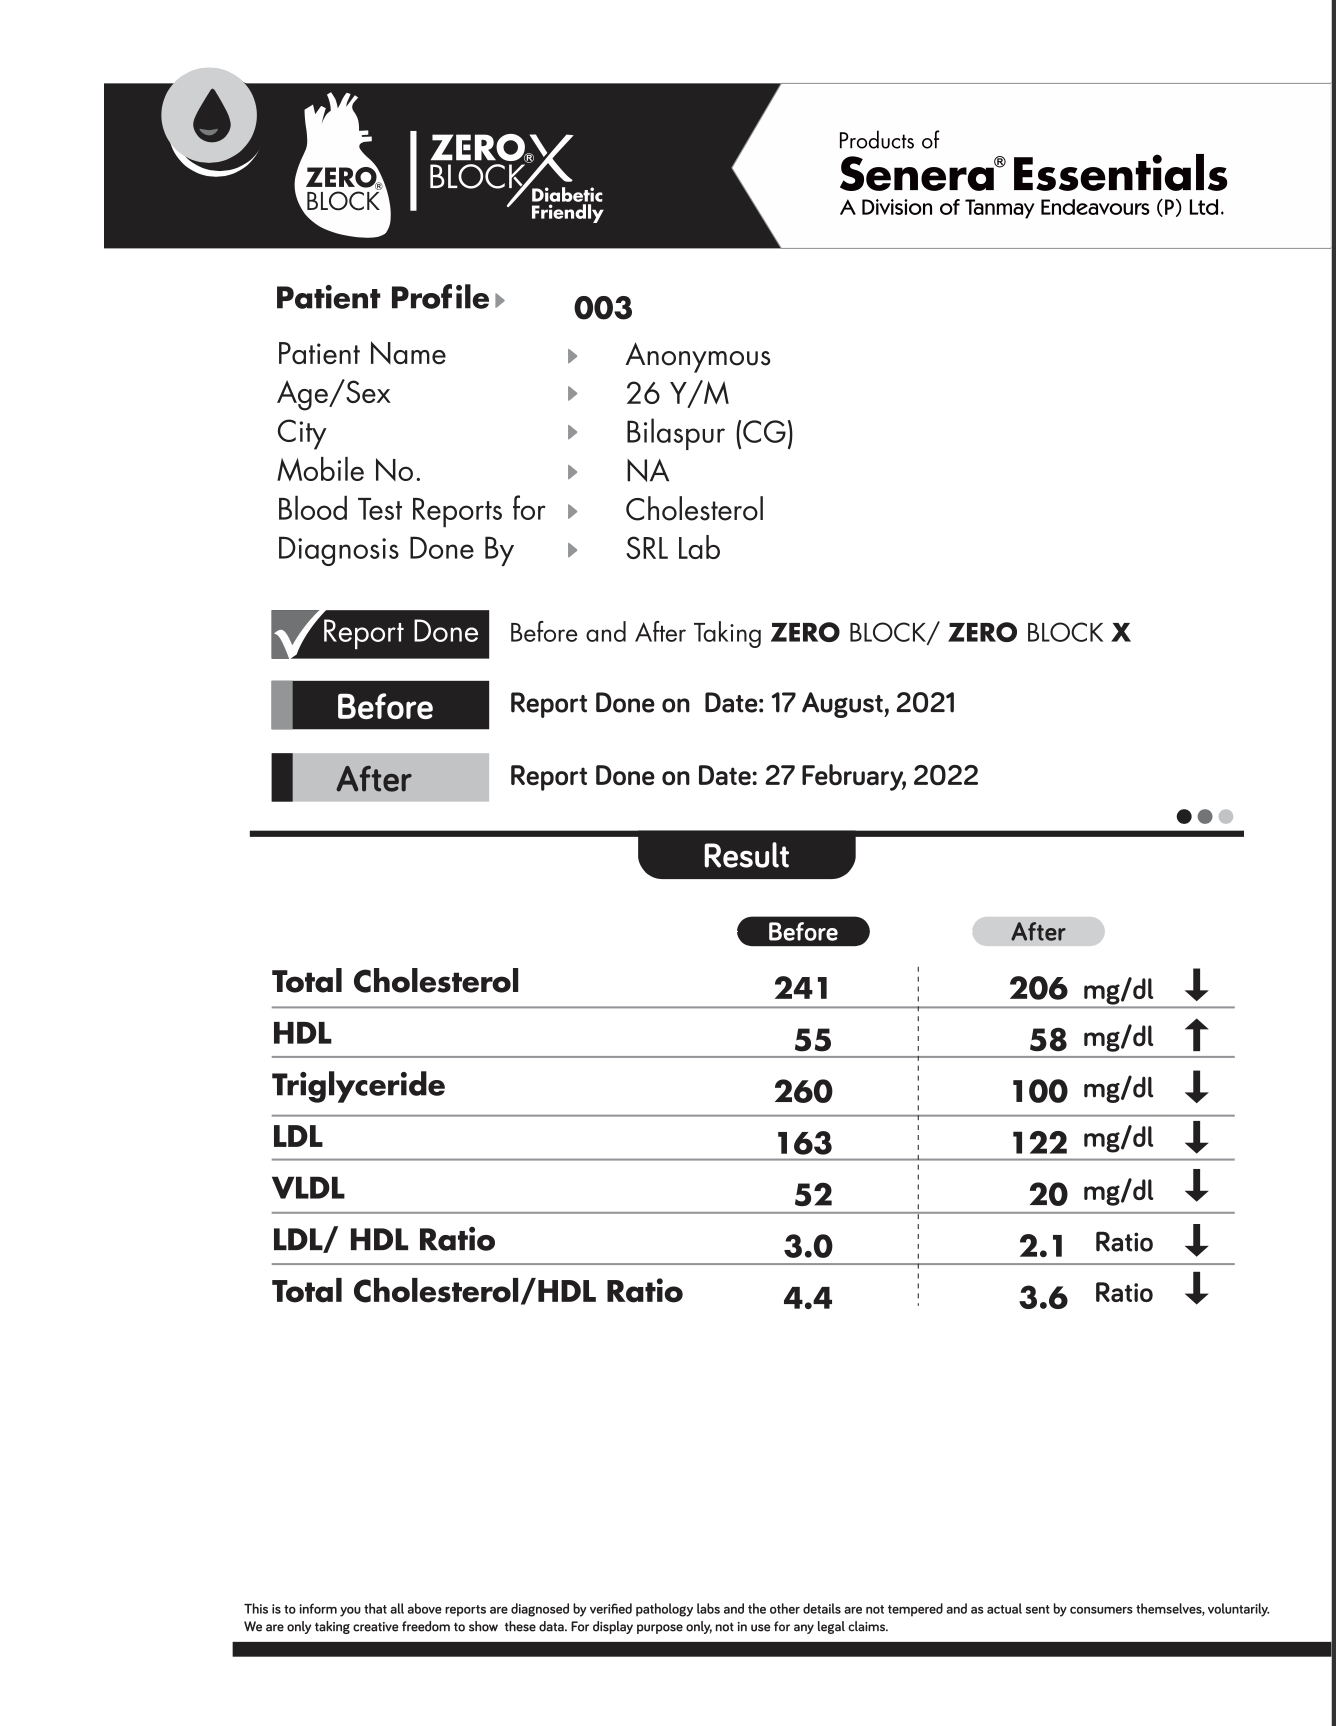 ZERO®
BLOCK
ZERO® X
BLOCK
Diabetic
Friendly
Products of
Senera® Essentials
A Division of Tanmay Endeavours (P) Ltd.
Patient Profile 003
Patient Name Anonymous
Age/Sex 26 Y/M
City Bilaspur (CG)
Mobile No. NA
Blood Test Reports for Cholesterol
Diagnosis Done By SRL Lab
Report Done Before and After Taking ZERO BLOCK/ ZERO BLOCK X
Before Report Done on Date: 17 August, 2021
After Report Done on Date: 27 February, 2022
Result
Before After
Total Cholesterol 241 206 mg/dl ↓
HDL 55 58 mg/dl ↑
Triglyceride 260 100 mg/dl ↓
LDL 163 122 mg/dl ↓
VLDL 52 20 mg/dl ↓
LDL/ HDL Ratio 3.0 2.1 Ratio ↓
Total Cholesterol/HDL Ratio 4.4 3.6 Ratio ↓
This is to inform you that all above reports are diagnosed by verified pathology labs and the other details are not tempered and as actual sent by consumers themselves, voluntarily.
We are only taking creative freedom to show these data. For display purpose only, not in use for any legal claims.